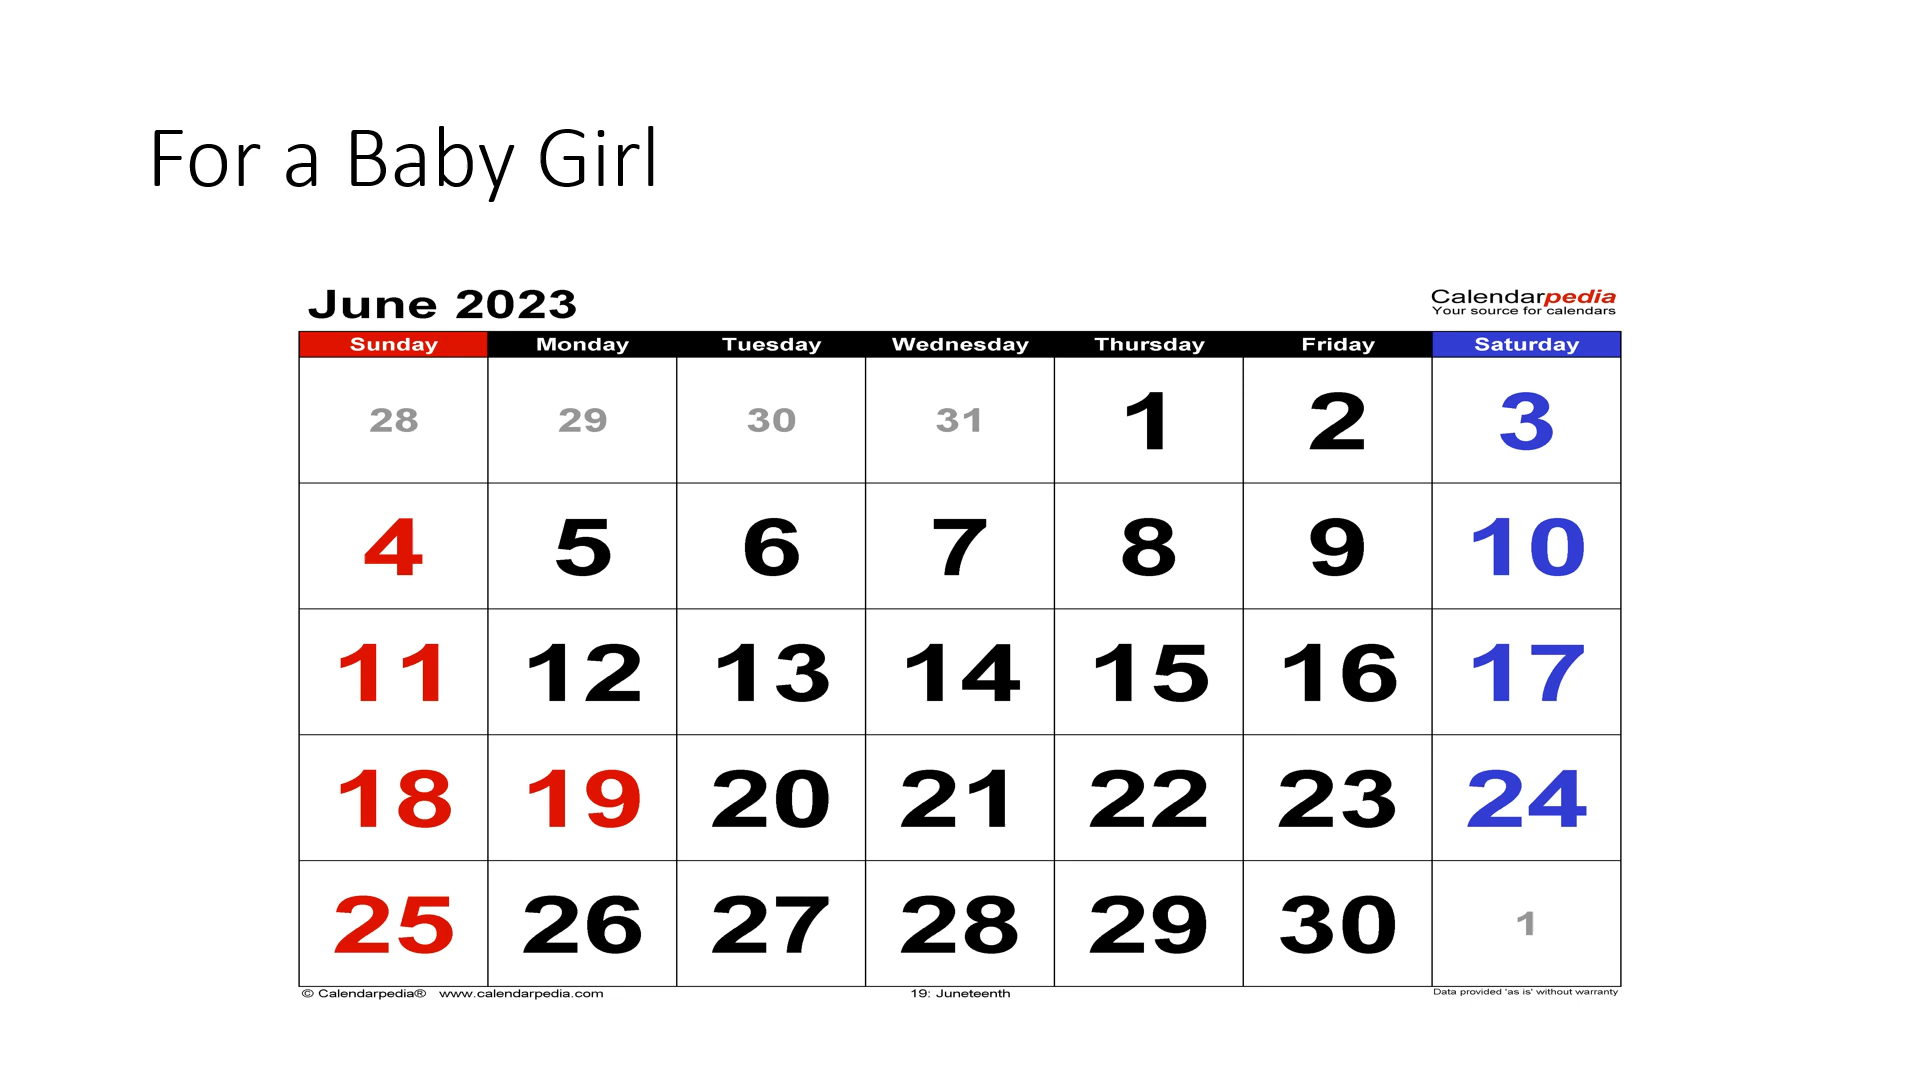 For a Baby Girl
June 2023
Calendarpedia
Your source for calendars
Sunday Monday Tuesday Wednesday Thursday Friday Saturday
28 29 30 31 1 2 3
4 5 6 7 8 9 10
11 12 13 14 15 16 17
18 19 20 21 22 23 24
25 26 27 28 29 30 1
© Calendarpedia® www.calendarpedia.com 19: Juneteenth Data provided 'as is' without warranty